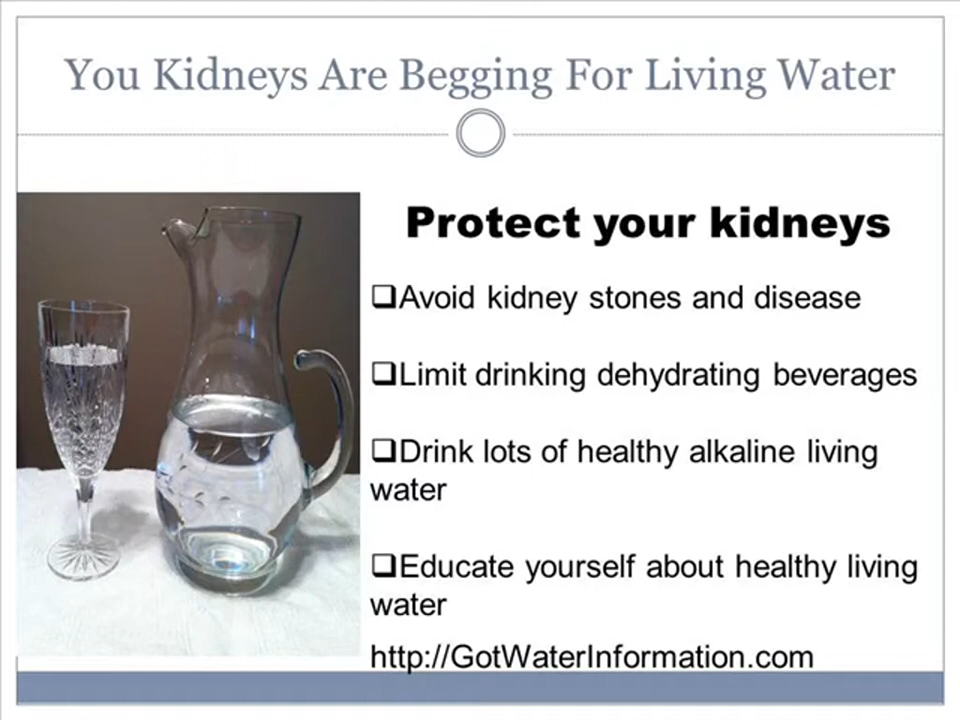 You Kidneys Are Begging For Living Water
Protect your kidneys
❑Avoid kidney stones and disease
❑Limit drinking dehydrating beverages
❑Drink lots of healthy alkaline living
water
❑Educate yourself about healthy living
water
http://GotWaterInformation.com